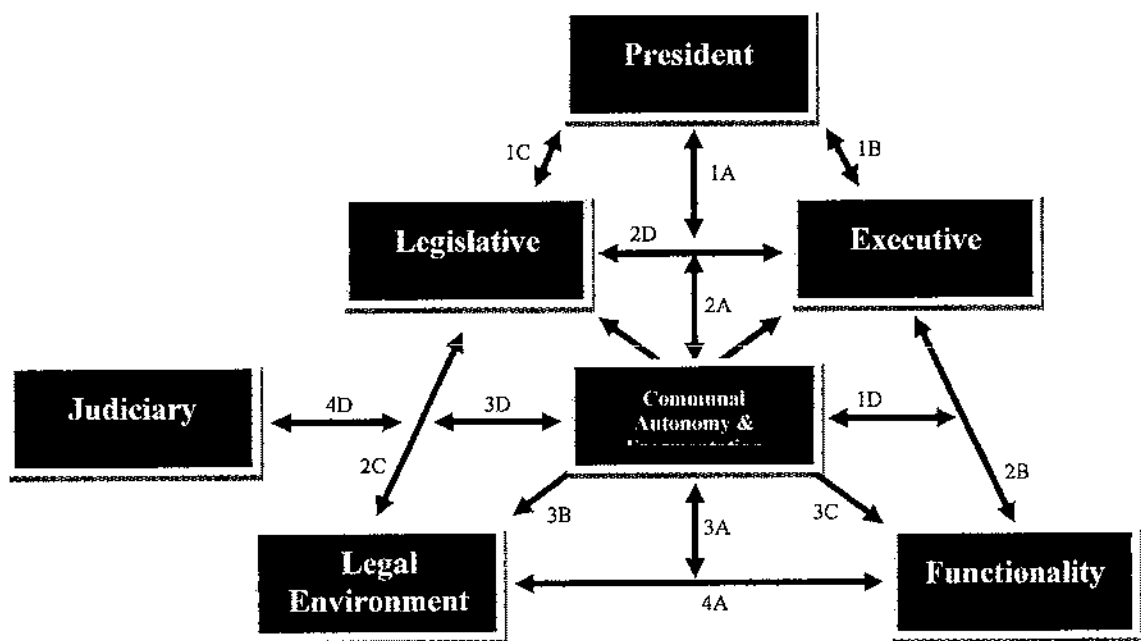 President
1C
1A
1B
Legislative
2D
Executive
2A
Judiciary
4D
3D
Communal
Autonomy &
1D
2C
2B
3B
3A
3C
Legal
Environment
4A
Functionality